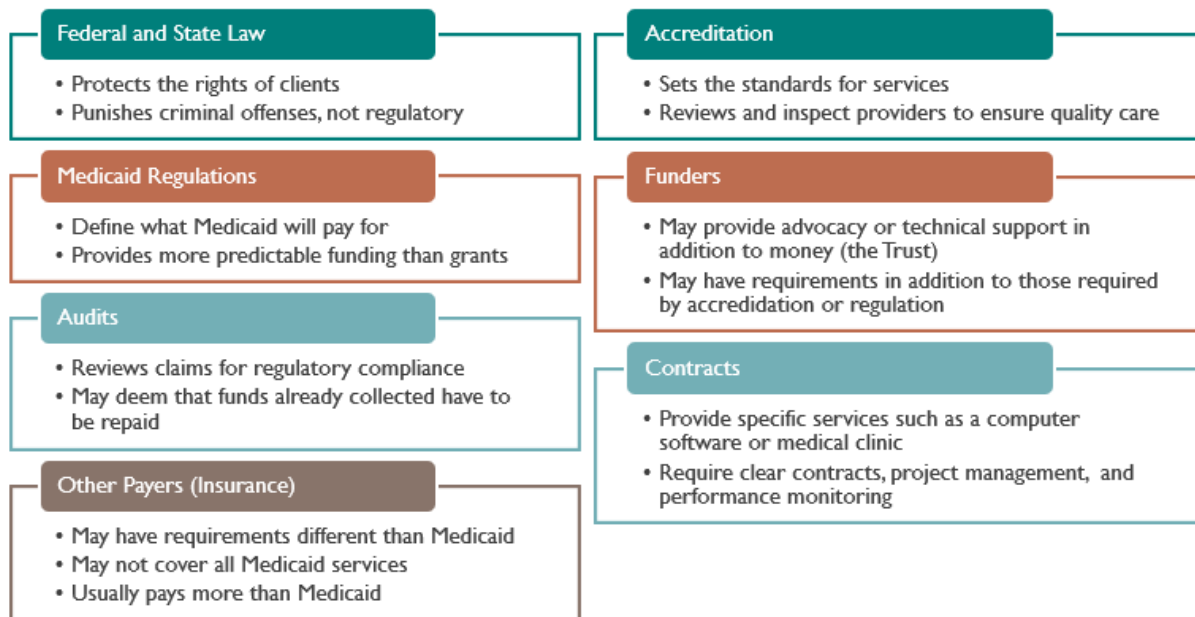 Federal and State Law
• Protects the rights of clients
• Punishes criminal offenses, not regulatory
Medicaid Regulations
• Define what Medicaid will pay for
• Provides more predictable funding than grants
Audits
• Reviews claims for regulatory compliance
• May deem that funds already collected have to
be repaid
Other Payers (Insurance)
• May have requirements different than Medicaid
• May not cover all Medicaid services
• Usually pays more than Medicaid
Accreditation
• Sets the standards for services
• Reviews and inspect providers to ensure quality care
Funders
• May provide advocacy or technical support in
addition to money (the Trust)
• May have requirements in addition to those required
by accredidation or regulation
Contracts
• Provide specific services such as a computer
software or medical clinic
• Require clear contracts, project management, and
performance monitoring